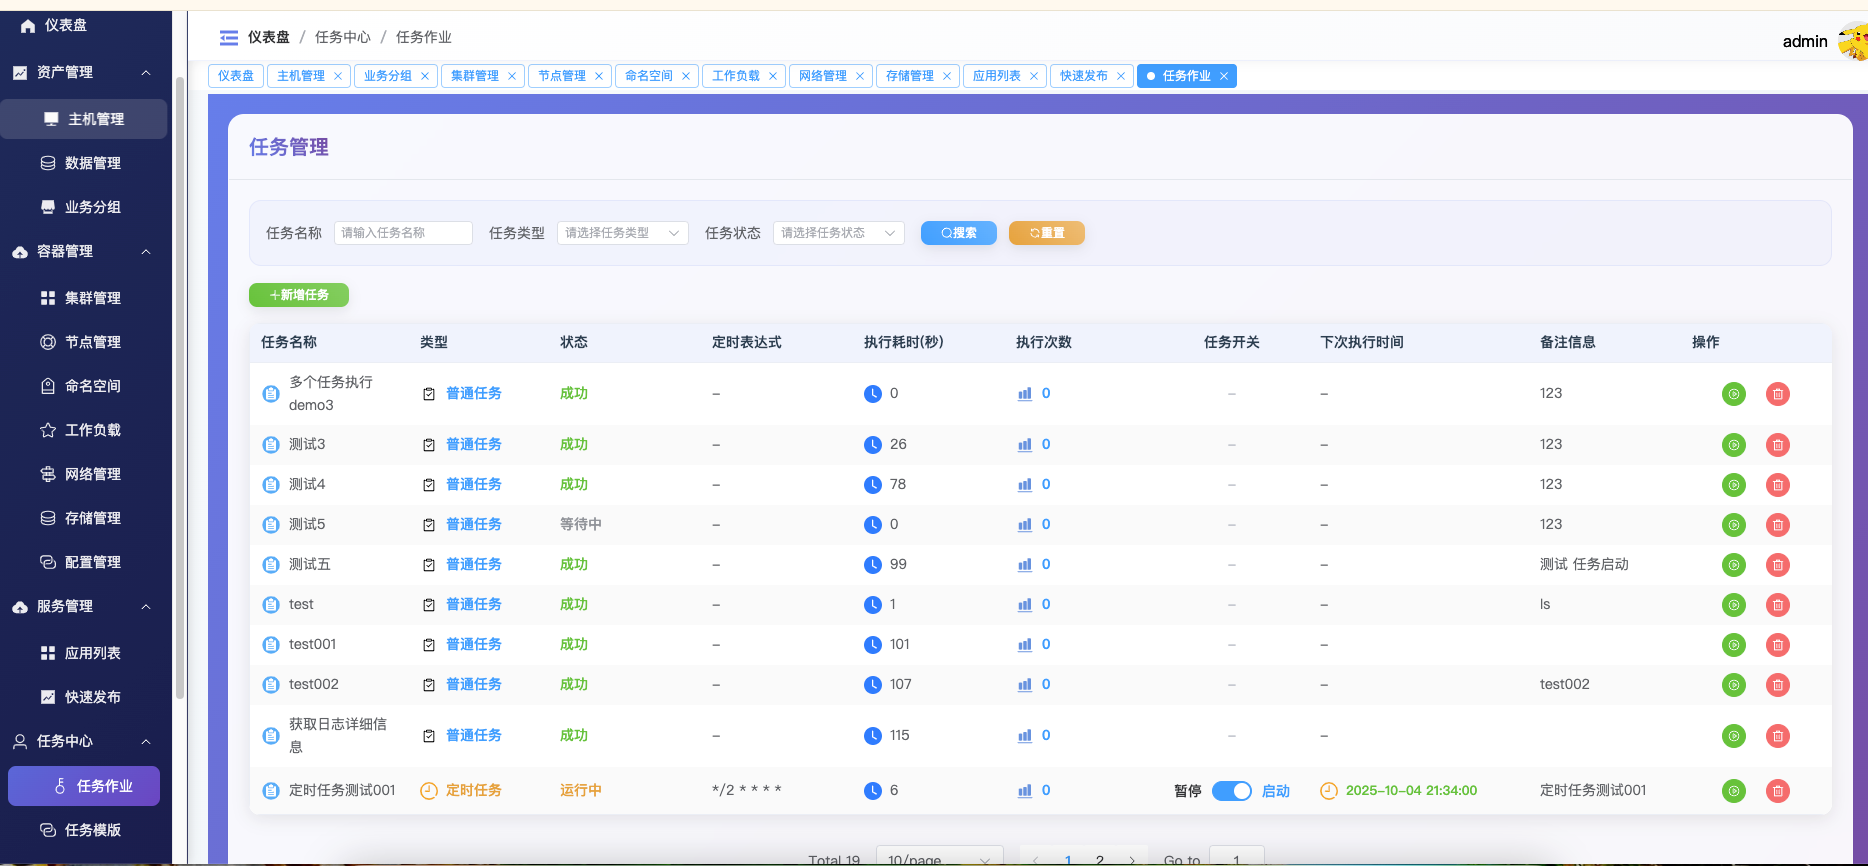 仪表盘
资产管理
主机管理
数据管理
业务分组
容器管理
集群管理
节点管理
命名空间
工作负载
网络管理
存储管理
配置管理
服务管理
应用列表
快速发布
任务中心
任务作业
任务模版
仪表盘 / 任务中心 / 任务作业
admin
仪表盘 主机管理 业务分组 集群管理 节点管理 命名空间 工作负载 网络管理 存储管理 应用列表 快速发布 任务作业
任务管理
任务名称 请输入任务名称 任务类型 请选择任务类型 任务状态 请选择任务状态 搜索 重置
+新增任务
任务名称 类型 状态 定时表达式 执行耗时(秒) 执行次数 任务开关 下次执行时间 备注信息 操作
多个任务执行
demo3 普通任务 成功 – 0 0 – – 123
测试3 普通任务 成功 – 26 0 – – 123
测试4 普通任务 成功 – 78 0 – – 123
测试5 普通任务 等待中 – 0 0 – – 123
测试五 普通任务 成功 – 99 0 – – 测试 任务启动
test 普通任务 成功 – 1 0 – – ls
test001 普通任务 成功 – 101 0 – –
test002 普通任务 成功 – 107 0 – – test002
获取日志详细信
息 普通任务 成功 – 115 0 – –
定时任务测试001 定时任务 运行中 */2 * * * * 6 0 暂停 启动 2025-10-04 21:34:00 定时任务测试001
Total 19 10/page 1 2 Go to 1